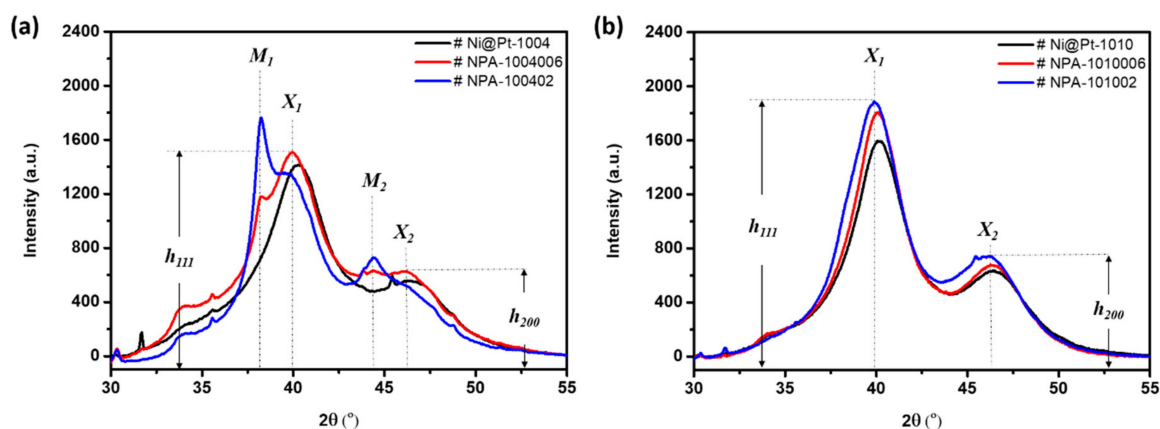 (a)
2400
2000
1600
1200
800
400
0
30
35
40
45
50
55
Intensity (a.u.)
2θ (°)
M1
X1
M2
X2
h111
h200
# Ni@Pt-1004
# NPA-1004006
# NPA-100402
(b)
2400
2000
1600
1200
800
400
0
30
35
40
45
50
55
Intensity (a.u.)
2θ (°)
X1
X2
h111
h200
# Ni@Pt-1010
# NPA-1010006
# NPA-101002